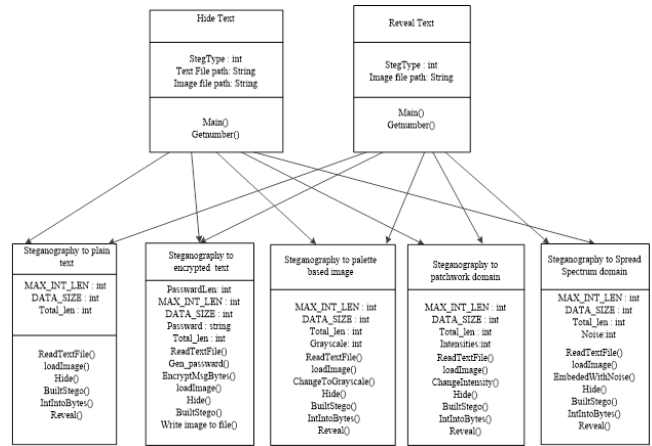 Hide Text
StegType : int
Text File path: String
Image file path: String
Main()
Getnumber()
Reveal Text
StegType : int
Image file path: String
Main()
Getnumber()
Steganography to plain
text
MAX_INT_LEN : int
DATA_SIZE : int
Total_len : int
ReadTextFile()
loadImage()
Hide()
BuiltStego()
IntIntoBytes()
Reveal()
Steganography to
encrypted text
PasswordLen: int
MAX_INT_LEN : int
DATA_SIZE : int
Password : string
Total_len : int
ReadTextFile()
Gen_password()
EncryptMsgBytes()
loadImage()
Hide()
BuiltStego()
Write image to file()
Steganography to palette
based image
MAX_INT_LEN : int
DATA_SIZE : int
Total_len : int
Grayscale: int
ReadTextFile()
loadImage()
ChangeToGrayscale()
Hide()
BuiltStego()
IntIntoBytes()
Reveal()
Steganography to
patchwork domain
MAX_INT_LEN : int
DATA_SIZE : int
Total_len : int
Intensities:int
ReadTextFile()
loadImage()
ChangeIntensity()
Hide()
BuiltStego()
IntIntoBytes()
Reveal()
Steganography to Spread
Spectrum domain
MAX_INT_LEN : int
DATA_SIZE : int
Total_len : int
Noise:int
ReadTextFile()
loadImage()
EmbededWithNoise()
Hide()
BuiltStego()
IntIntoBytes()
Reveal()